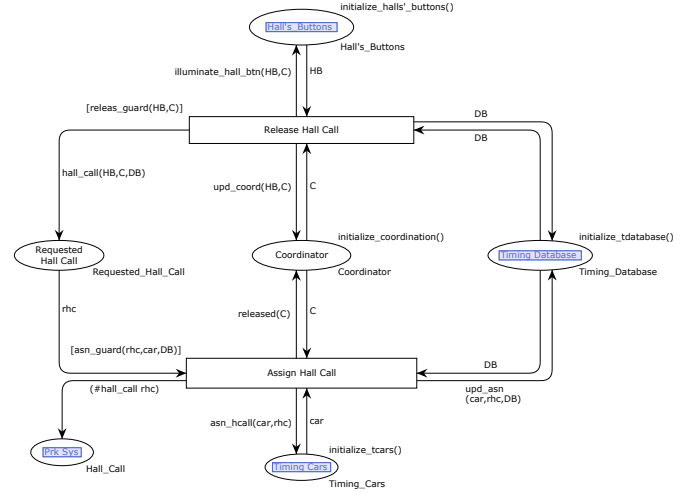 initialize_halls'_buttons()
Hall's_Buttons
Hall's_Buttons
illuminate_hall_btn(HB,C)
HB
[releas_guard(HB,C)]
DB
Release Hall Call
DB
hall_call(HB,C,DB)
upd_coord(HB,C)
C
initialize_coordination()
initialize_tdatabase()
Requested
Hall Call
Coordinator
Timing Database
Requested_Hall_Call
Coordinator
Timing_Database
rhc
released(C)
C
[asn_guard(rhc,car,DB)]
DB
Assign Hall Call
(#hall_call rhc)
upd_asn
(car,rhc,DB)
asn_hcall(car,rhc)
car
initialize_tcars()
Prk Sys
Hall_Call
Timing Cars
Timing_Cars